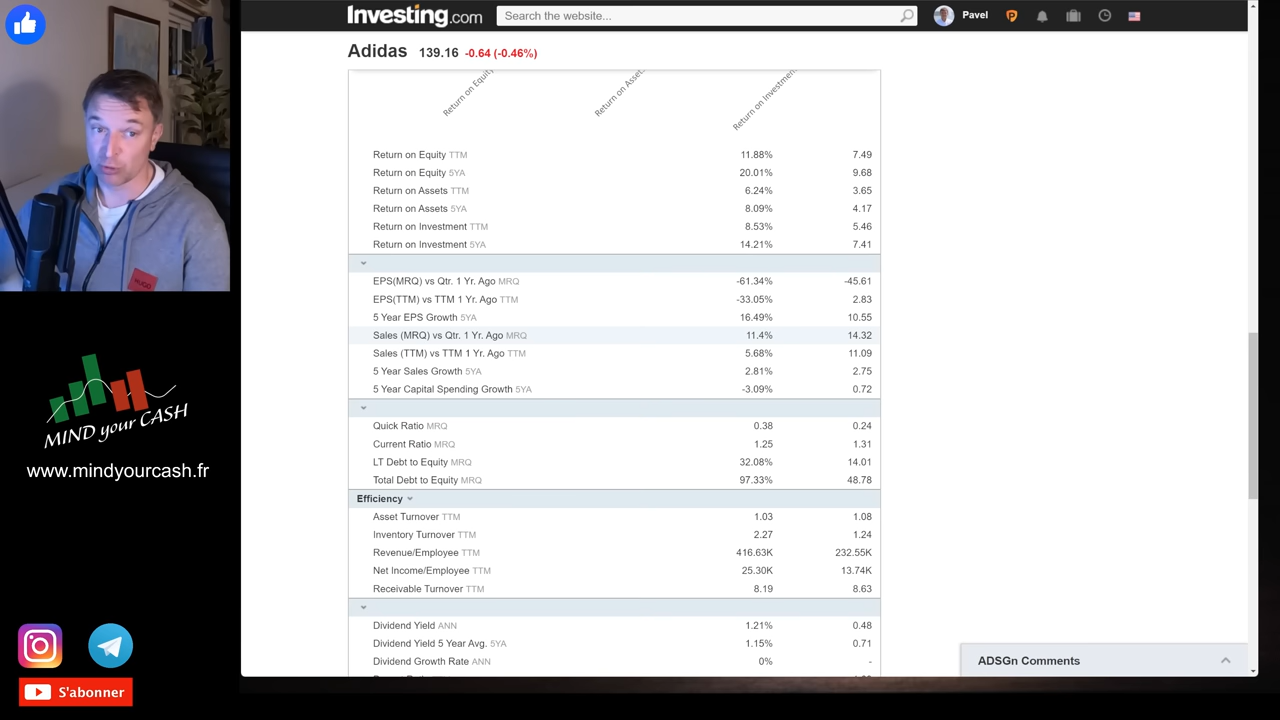 Investing.com
Search the website...
Pavel
Adidas 139.16 -0.64 (-0.46%)
Return on Equity
Return on Asset
Return on Investment
Return on Equity TTM 11.88% 7.49
Return on Equity 5YA 20.01% 9.68
Return on Assets TTM 6.24% 3.65
Return on Assets 5YA 8.09% 4.17
Return on Investment TTM 8.53% 5.46
Return on Investment 5YA 14.21% 7.41
EPS(MRQ) vs Qtr. 1 Yr. Ago MRQ -61.34% -45.61
EPS(TTM) vs TTM 1 Yr. Ago TTM -33.05% 2.83
5 Year EPS Growth 5YA 16.49% 10.55
Sales (MRQ) vs Qtr. 1 Yr. Ago MRQ 11.4% 14.32
Sales (TTM) vs TTM 1 Yr. Ago TTM 5.68% 11.09
5 Year Sales Growth 5YA 2.81% 2.75
5 Year Capital Spending Growth 5YA -3.09% 0.72
Quick Ratio MRQ 0.38 0.24
Current Ratio MRQ 1.25 1.31
LT Debt to Equity MRQ 32.08% 14.01
Total Debt to Equity MRQ 97.33% 48.78
Efficiency
Asset Turnover TTM 1.03 1.08
Inventory Turnover TTM 2.27 1.24
Revenue/Employee TTM 416.63K 232.55K
Net Income/Employee TTM 25.30K 13.74K
Receivable Turnover TTM 8.19 8.63
Dividend Yield ANN 1.21% 0.48
Dividend Yield 5 Year Avg. 5YA 1.15% 0.71
Dividend Growth Rate ANN 0% -
ADSGn Comments
MIND your CASH
www.mindyourcash.fr
S'abonner